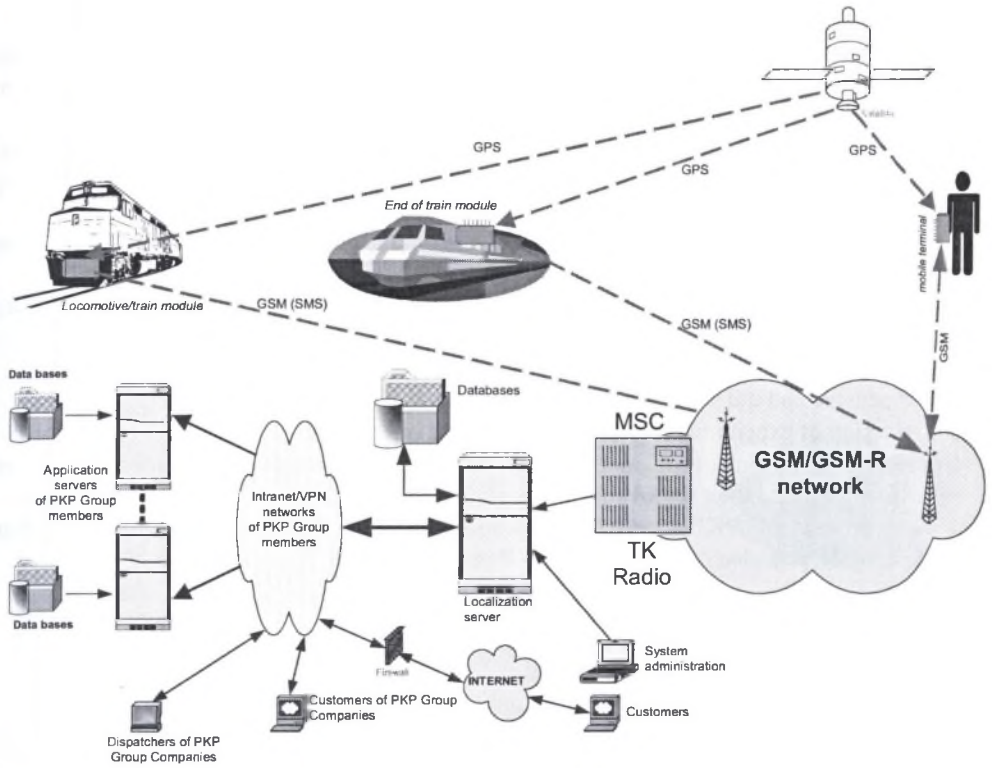 Satellite
GPS
GPS
GPS
End of train module
mobile terminal
Locomotive/train module
GSM (SMS)
GSM (SMS)
GSM
Data bases
Databases
MSC
GSM/GSM-R
network
Application
servers
of PKP Group
members
Intranet/VPN
networks
of PKP Group
members
TK
Radio
Data bases
Localization
server
Firewall
INTERNET
System
administration
Customers of PKP Group
Companies
Customers
Dispatchers of PKP
Group Companies